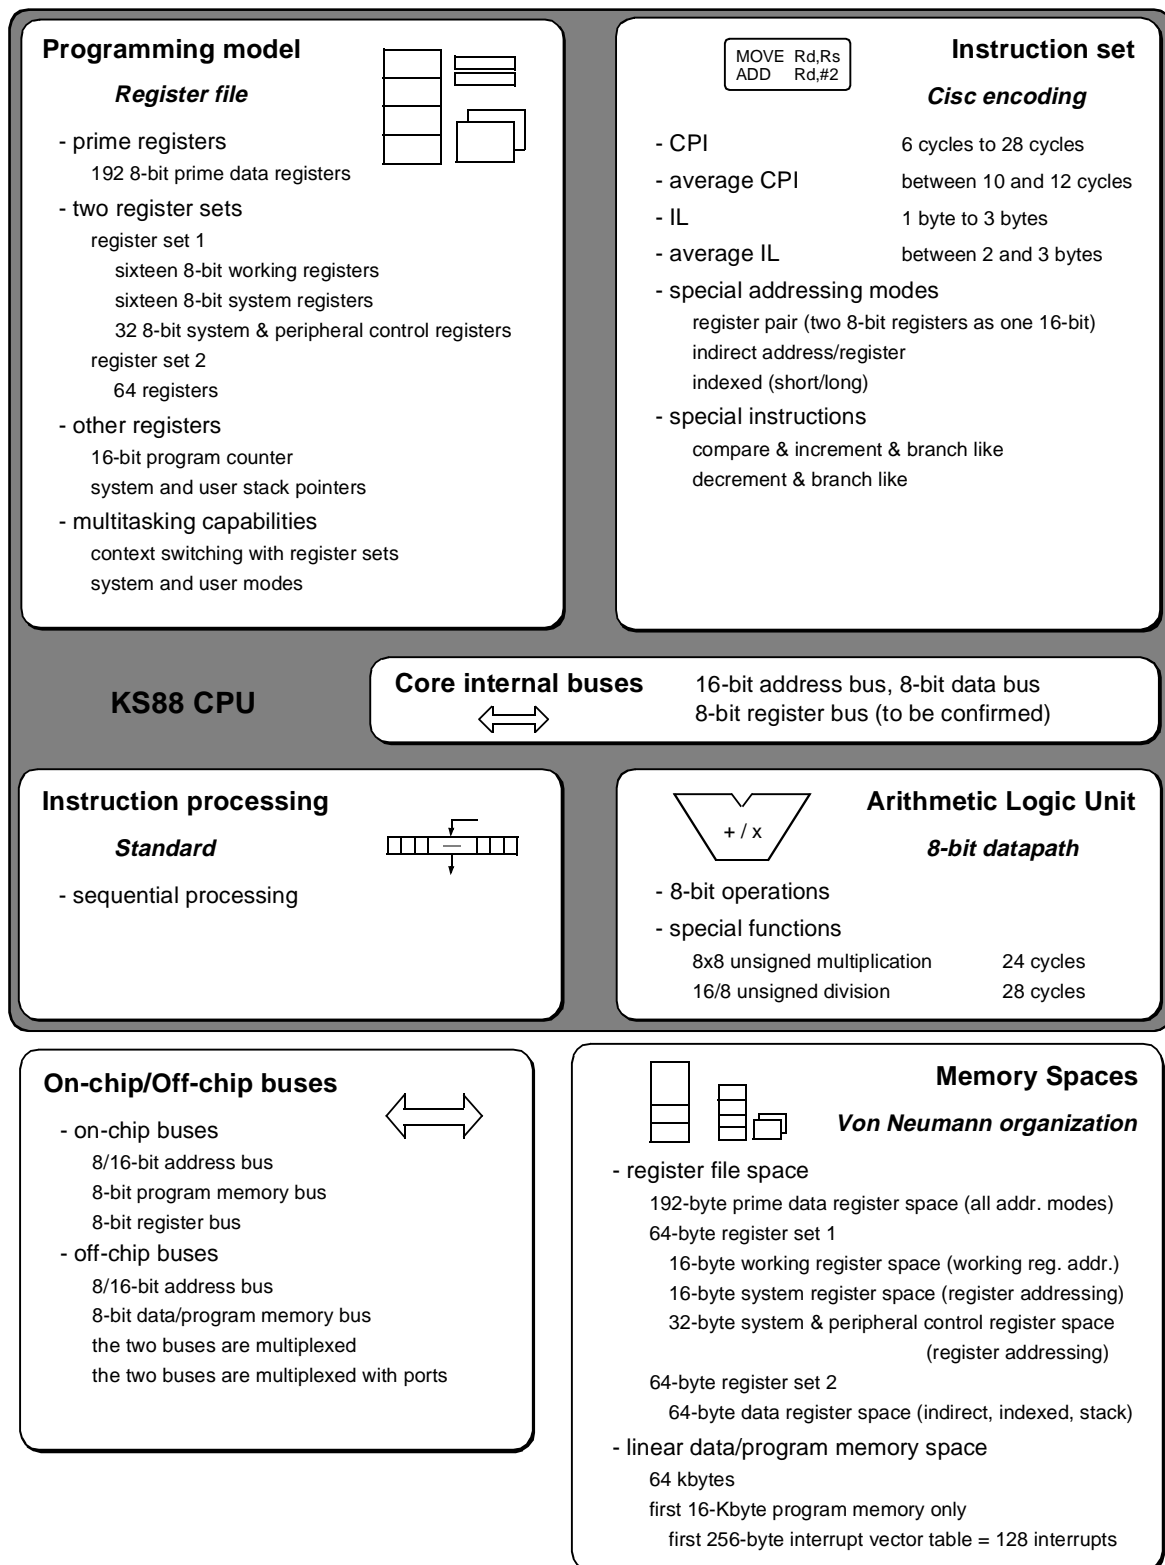 Programming model
Register file
- prime registers
192 8-bit prime data registers
- two register sets
register set 1
sixteen 8-bit working registers
sixteen 8-bit system registers
32 8-bit system & peripheral control registers
register set 2
64 registers
- other registers
16-bit program counter
system and user stack pointers
- multitasking capabilities
context switching with register sets
system and user modes
MOVE Rd,Rs
ADD Rd,#2
Instruction set
Cisc encoding
- CPI 6 cycles to 28 cycles
- average CPI between 10 and 12 cycles
- IL 1 byte to 3 bytes
- average IL between 2 and 3 bytes
- special addressing modes
register pair (two 8-bit registers as one 16-bit)
indirect address/register
indexed (short/long)
- special instructions
compare & increment & branch like
decrement & branch like
KS88 CPU
Core internal buses
16-bit address bus, 8-bit data bus
8-bit register bus (to be confirmed)
Instruction processing
Standard
- sequential processing
+ / x
Arithmetic Logic Unit
8-bit datapath
- 8-bit operations
- special functions
8x8 unsigned multiplication 24 cycles
16/8 unsigned division 28 cycles
On-chip/Off-chip buses
- on-chip buses
8/16-bit address bus
8-bit program memory bus
8-bit register bus
- off-chip buses
8/16-bit address bus
8-bit data/program memory bus
the two buses are multiplexed
the two buses are multiplexed with ports
Memory Spaces
Von Neumann organization
- register file space
192-byte prime data register space (all addr. modes)
64-byte register set 1
16-byte working register space (working reg. addr.)
16-byte system register space (register addressing)
32-byte system & peripheral control register space
(register addressing)
64-byte register set 2
64-byte data register space (indirect, indexed, stack)
- linear data/program memory space
64 kbytes
first 16-Kbyte program memory only
first 256-byte interrupt vector table = 128 interrupts